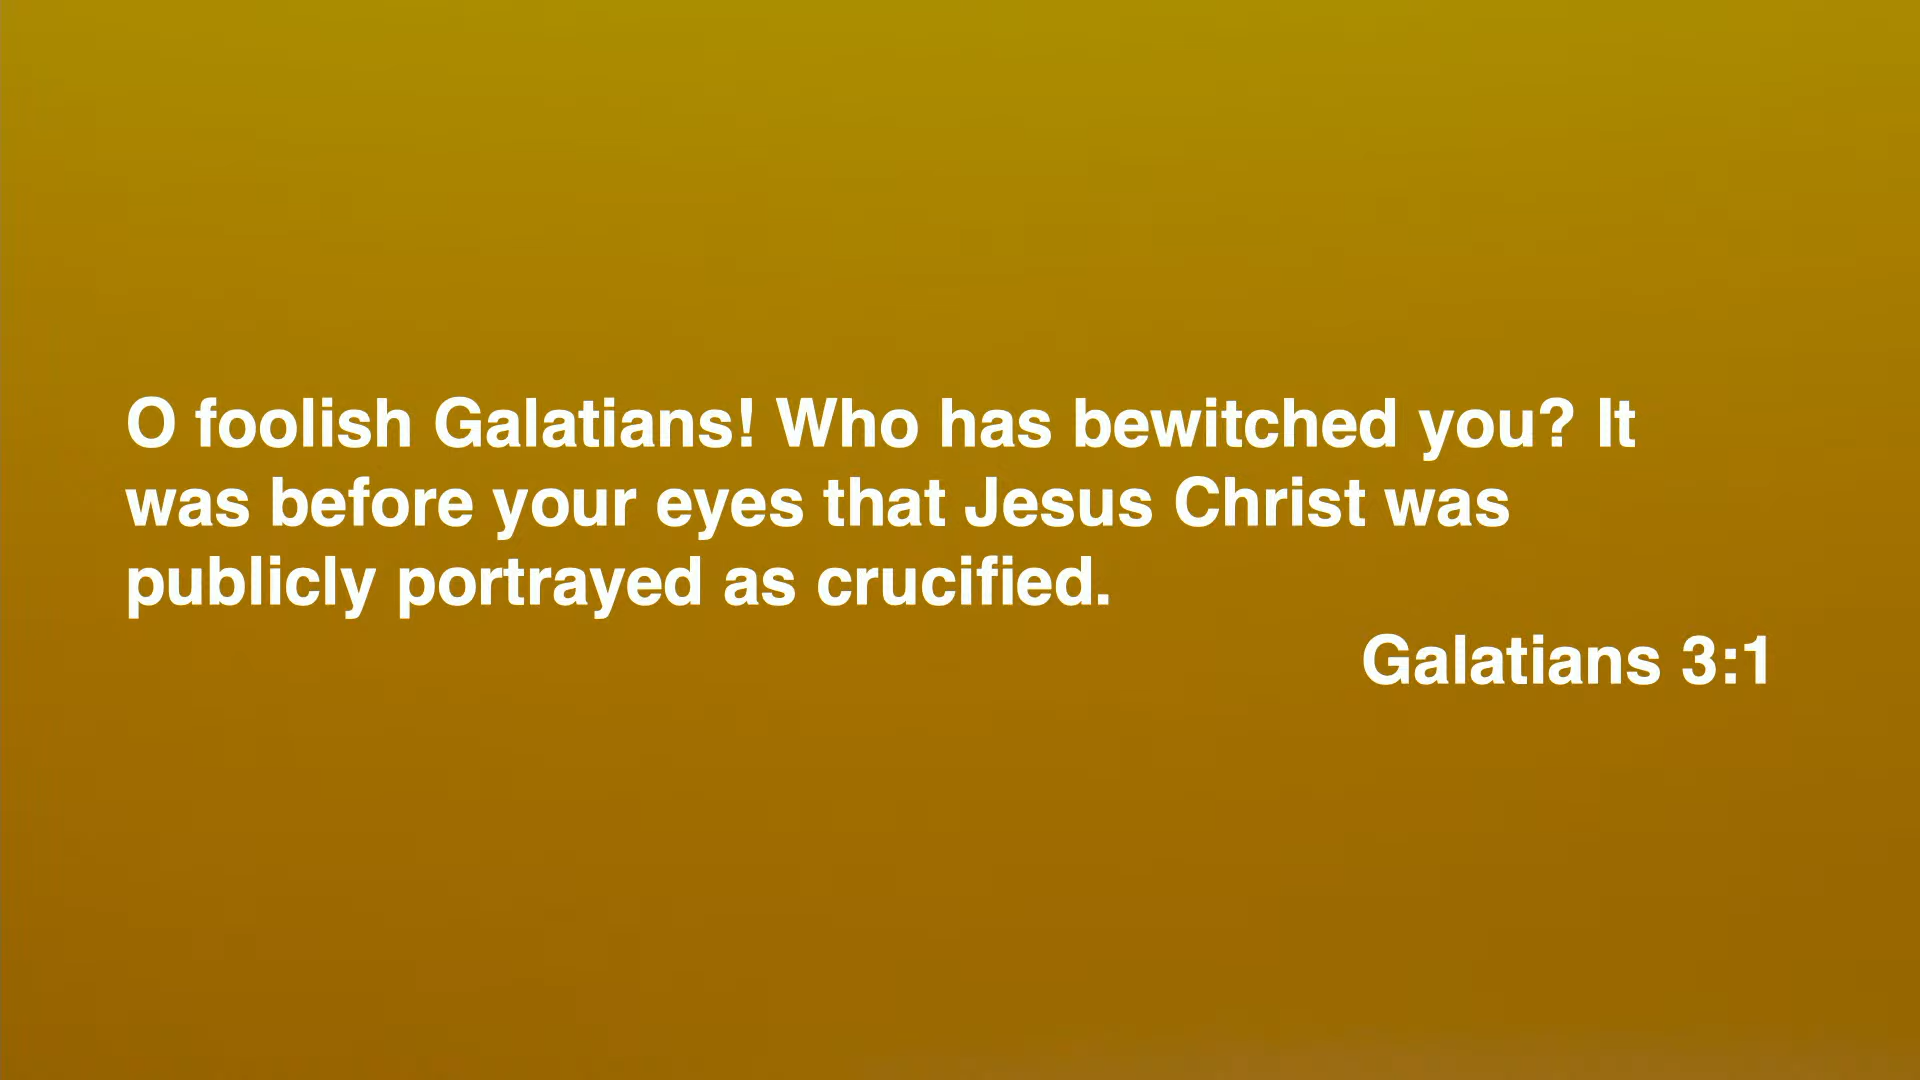 O foolish Galatians! Who has bewitched you? It
was before your eyes that Jesus Christ was
publicly portrayed as crucified.
Galatians 3:1